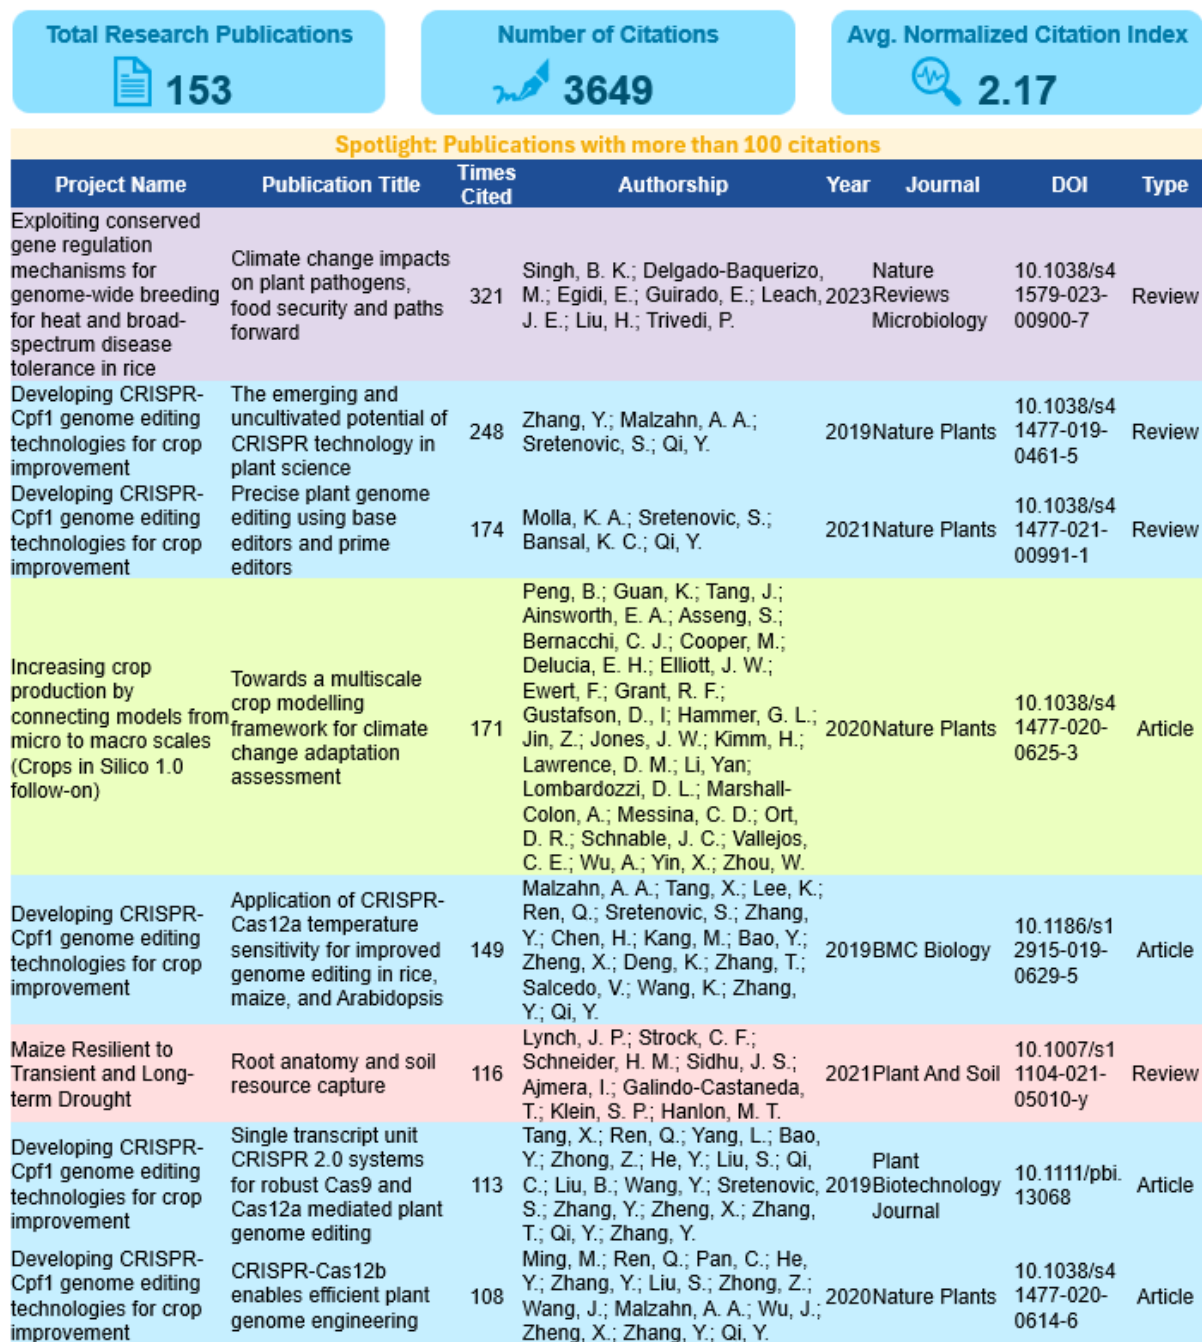 Total Research Publications
153
Number of Citations
3649
Avg. Normalized Citation Index
2.17
Spotlight: Publications with more than 100 citations
Project Name Publication Title Times Cited Authorship Year Journal DOI Type
Exploiting conserved
gene regulation
mechanisms for
genome-wide breeding
for heat and broad-
spectrum disease
tolerance in rice
Climate change impacts
on plant pathogens,
food security and paths
forward
321
Singh, B. K.; Delgado-Baquerizo,
M.; Egidi, E.; Guirado, E.; Leach,
J. E.; Liu, H.; Trivedi, P.
2023
Nature
Reviews
Microbiology
10.1038/s4
1579-023-
00900-7
Review
Developing CRISPR-
Cpf1 genome editing
technologies for crop
improvement
The emerging and
uncultivated potential of
CRISPR technology in
plant science
248
Zhang, Y.; Malzahn, A. A.;
Sretenovic, S.; Qi, Y.
2019
Nature Plants
10.1038/s4
1477-019-
0461-5
Review
Developing CRISPR-
Cpf1 genome editing
technologies for crop
improvement
Precise plant genome
editing using base
editors and prime
editors
174
Molla, K. A.; Sretenovic, S.;
Bansal, K. C.; Qi, Y.
2021
Nature Plants
10.1038/s4
1477-021-
00991-1
Review
Increasing crop
production by
connecting models from
micro to macro scales
(Crops in Silico 1.0
follow-on)
Towards a multiscale
crop modelling
framework for climate
change adaptation
assessment
171
Peng, B.; Guan, K.; Tang, J.;
Ainsworth, E. A.; Asseng, S.;
Bernacchi, C. J.; Cooper, M.;
Delucia, E. H.; Elliott, J. W.;
Ewert, F.; Grant, R. F.;
Gustafson, D., I; Hammer, G. L.;
Jin, Z.; Jones, J. W.; Kimm, H.;
Lawrence, D. M.; Li, Yan;
Lombardozzi, D. L.; Marshall-
Colon, A.; Messina, C. D.; Ort,
D. R.; Schnable, J. C.; Vallejos,
C. E.; Wu, A.; Yin, X.; Zhou, W.
2020
Nature Plants
10.1038/s4
1477-020-
0625-3
Article
Developing CRISPR-
Cpf1 genome editing
technologies for crop
improvement
Application of CRISPR-
Cas12a temperature
sensitivity for improved
genome editing in rice,
maize, and Arabidopsis
149
Malzahn, A. A.; Tang, X.; Lee, K.;
Ren, Q.; Sretenovic, S.; Zhang,
Y.; Chen, H.; Kang, M.; Bao, Y.;
Zheng, X.; Deng, K.; Zhang, T.;
Salcedo, V.; Wang, K.; Zhang,
Y.; Qi, Y.
2019
BMC Biology
10.1186/s1
2915-019-
0629-5
Article
Maize Resilient to
Transient and Long-
term Drought
Root anatomy and soil
resource capture
116
Lynch, J. P.; Strock, C. F.;
Schneider, H. M.; Sidhu, J. S.;
Ajmera, I.; Galindo-Castaneda,
T.; Klein, S. P.; Hanlon, M. T.
2021
Plant And Soil
10.1007/s1
1104-021-
05010-y
Review
Developing CRISPR-
Cpf1 genome editing
technologies for crop
improvement
Single transcript unit
CRISPR 2.0 systems
for robust Cas9 and
Cas12a mediated plant
genome editing
113
Tang, X.; Ren, Q.; Yang, L.; Bao,
Y.; Zhong, Z.; He, Y.; Liu, S.; Qi,
C.; Liu, B.; Wang, Y.; Sretenovic,
S.; Zhang, Y.; Zheng, X.; Zhang,
T.; Qi, Y.; Zhang, Y.
2019
Plant
Biotechnology
Journal
10.1111/pbi.
13068
Article
Developing CRISPR-
Cpf1 genome editing
technologies for crop
improvement
CRISPR-Cas12b
enables efficient plant
genome engineering
108
Ming, M.; Ren, Q.; Pan, C.; He,
Y.; Zhang, Y.; Liu, S.; Zhong, Z.;
Wang, J.; Malzahn, A. A.; Wu, J.;
Zheng, X.; Zhang, Y.; Qi, Y.
2020
Nature Plants
10.1038/s4
1477-020-
0614-6
Article